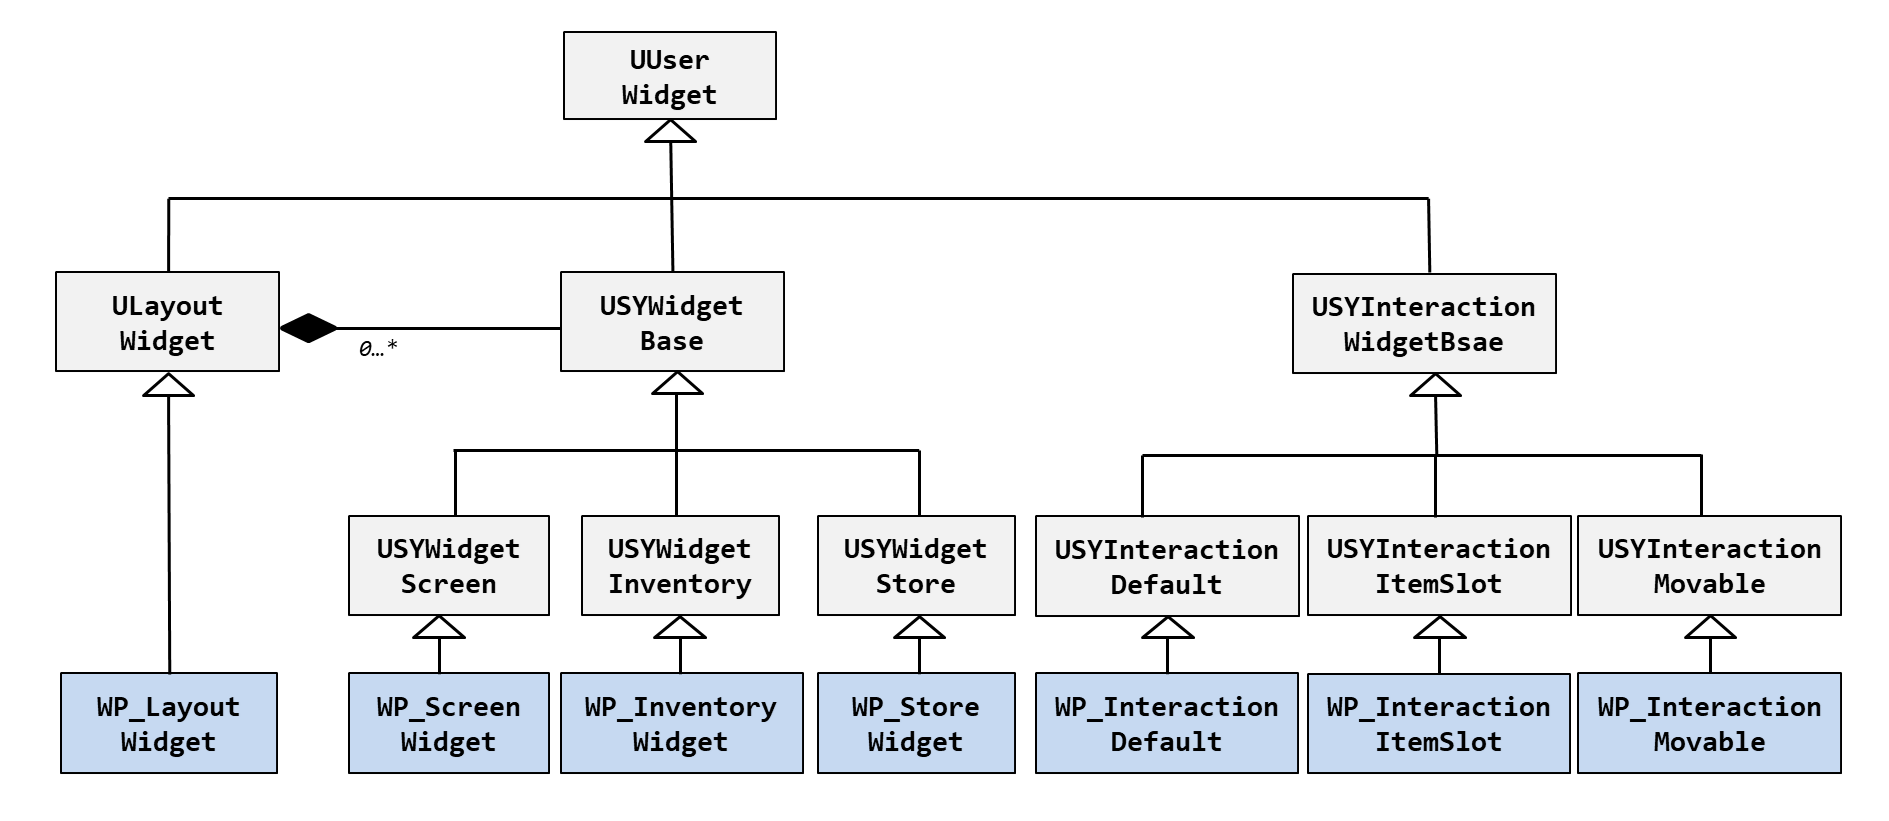 UUser
Widget
ULayout
Widget
0…*
USYWidget
Base
USYInteraction
WidgetBsae
USYWidget
Screen
USYWidget
Inventory
USYWidget
Store
USYInteraction
Default
USYInteraction
ItemSlot
USYInteraction
Movable
WP_Layout
Widget
WP_Screen
Widget
WP_Inventory
Widget
WP_Store
Widget
WP_Interaction
Default
WP_Interaction
ItemSlot
WP_Interaction
Movable